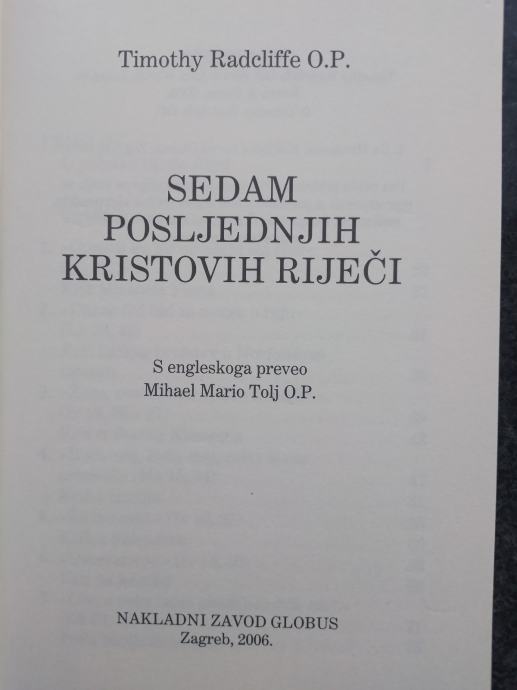 Timothy Radcliffe O.P.
SEDAM
POSLJEDNJIH
KRISTOVIH RIJEČI
S engleskoga preveo
Mihael Mario Tolj O.P.
NAKLADNI ZAVOD GLOBUS
Zagreb, 2006.